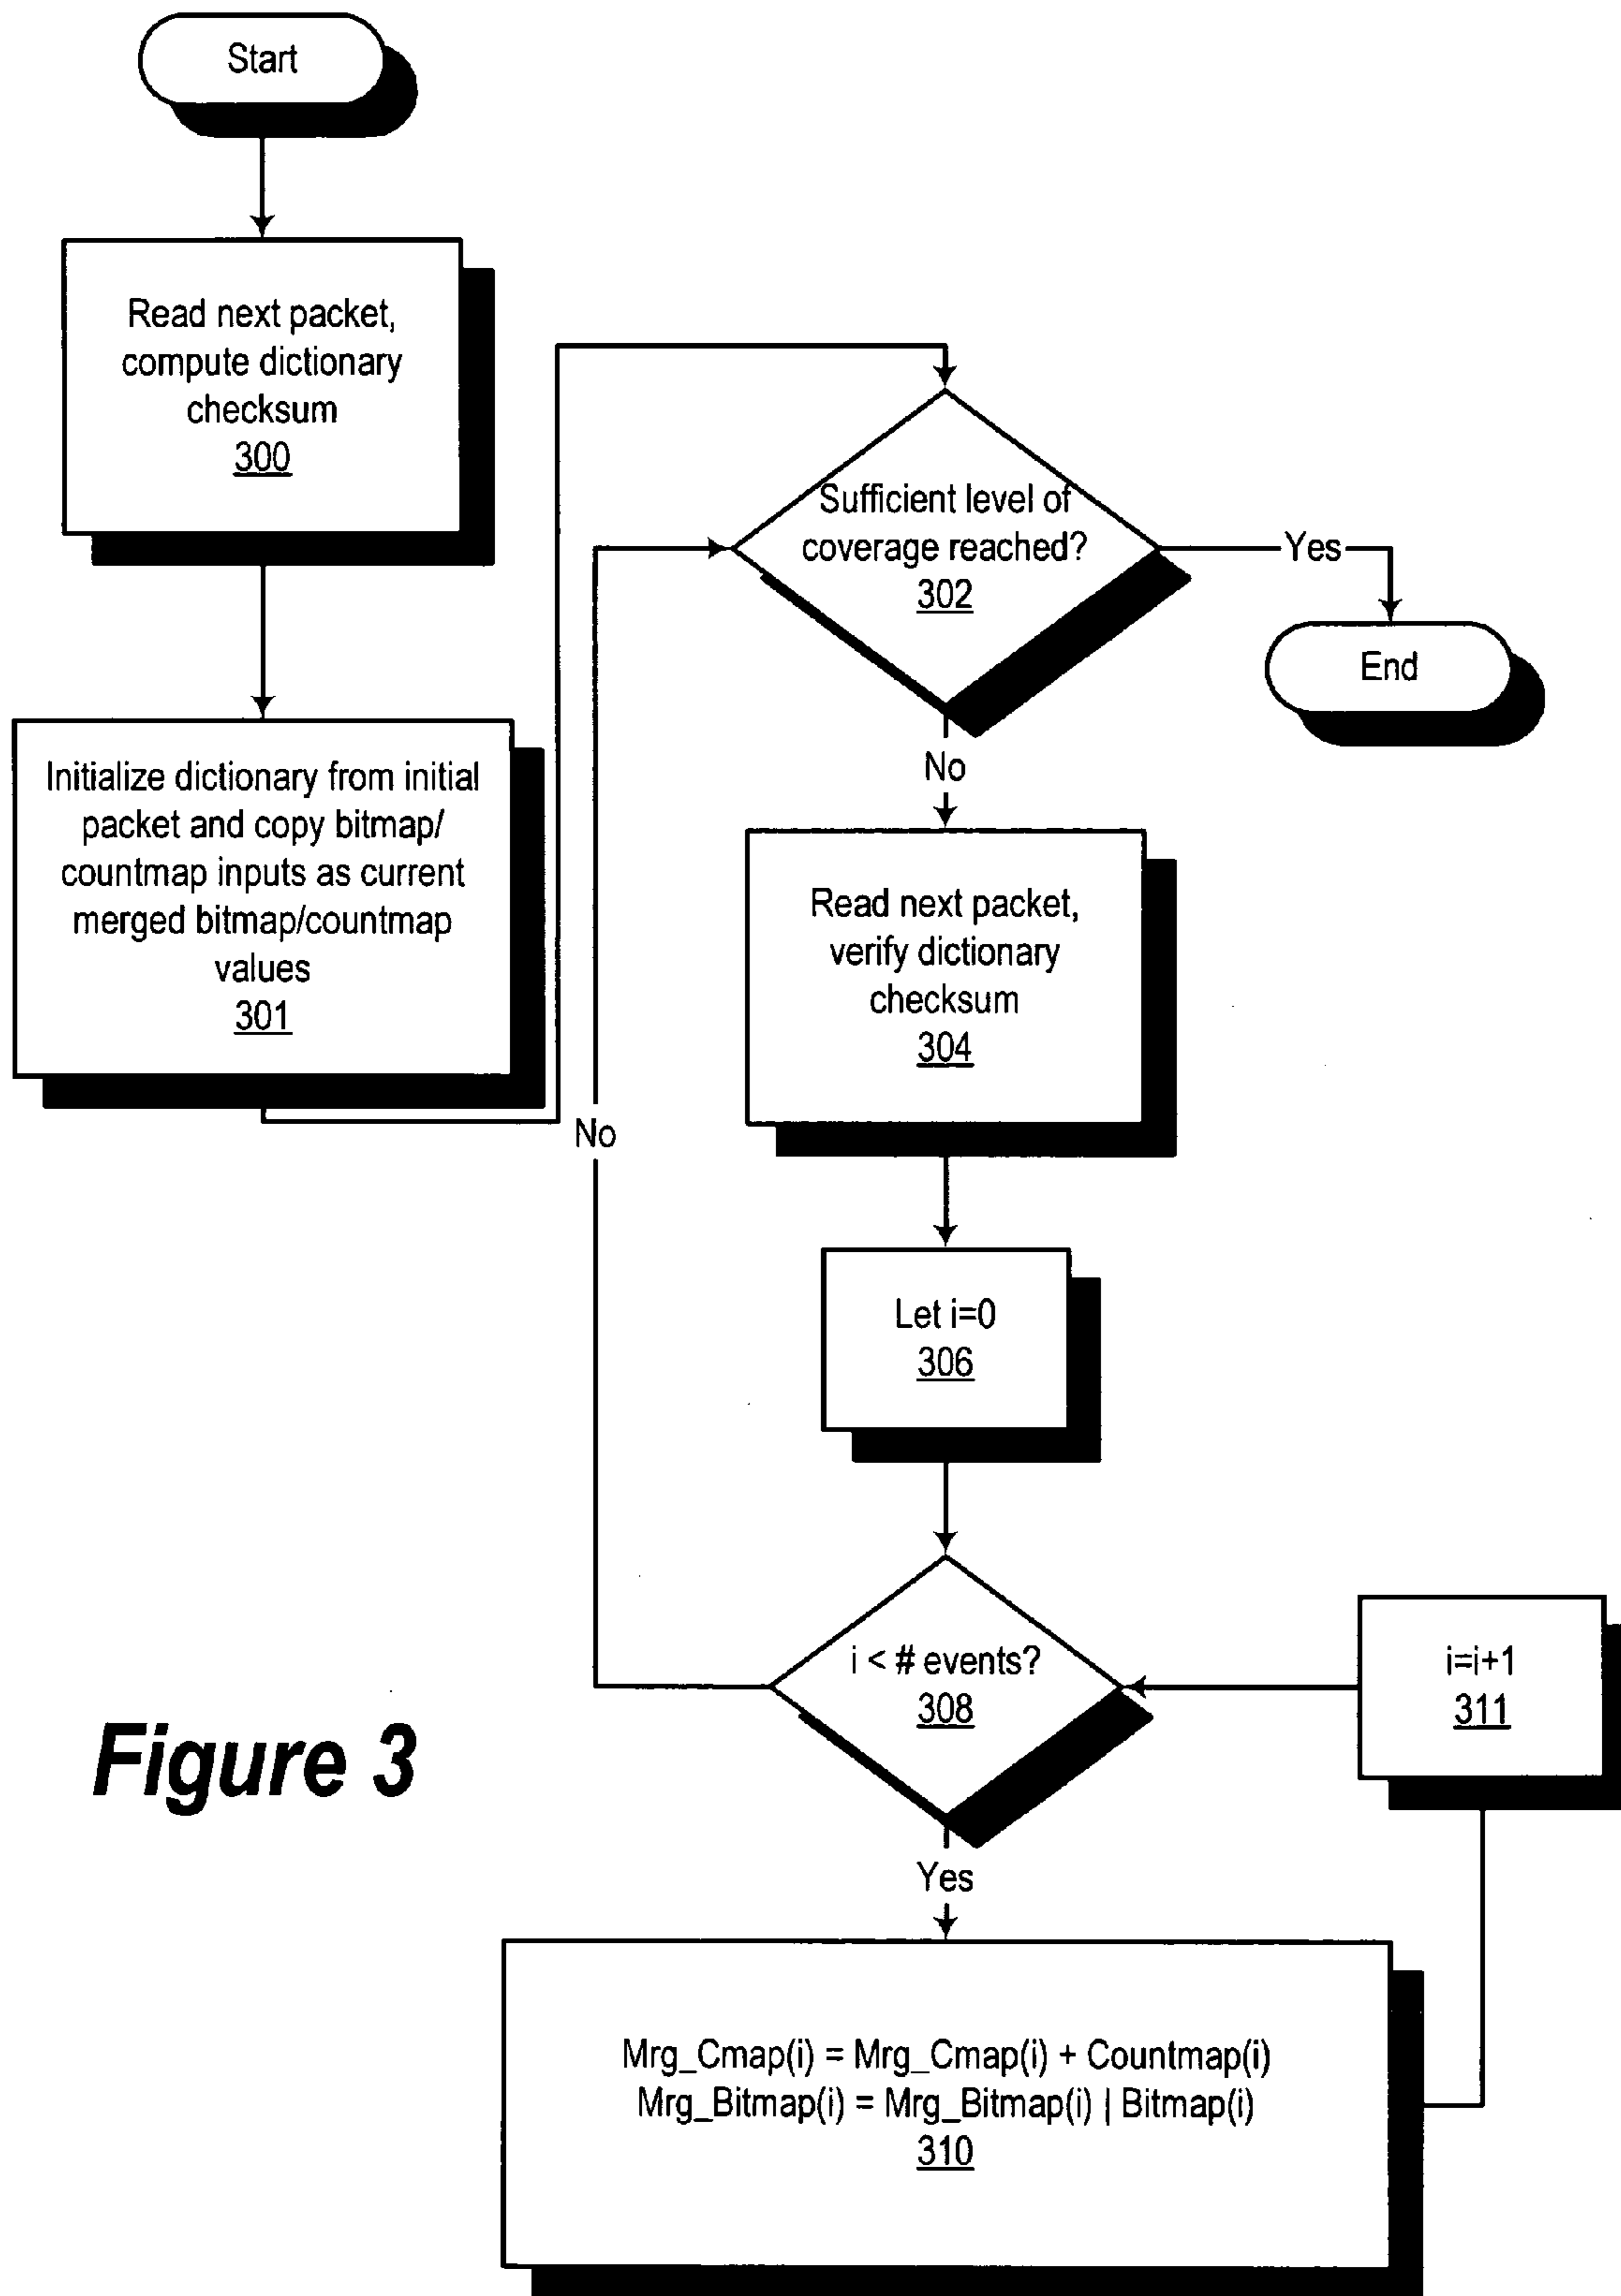 Start
Read next packet,
compute dictionary
checksum
300
Initialize dictionary from initial
packet and copy bitmap/
countmap inputs as current
merged bitmap/countmap
values
301
Sufficient level of
coverage reached?
302
Yes
End
No
Read next packet,
verify dictionary
checksum
304
No
Let i=0
306
i < # events?
308
i=i+1
311
Yes
Mrg_Cmap(i) = Mrg_Cmap(i) + Countmap(i)
Mrg_Bitmap(i) = Mrg_Bitmap(i) | Bitmap(i)
310
Figure 3